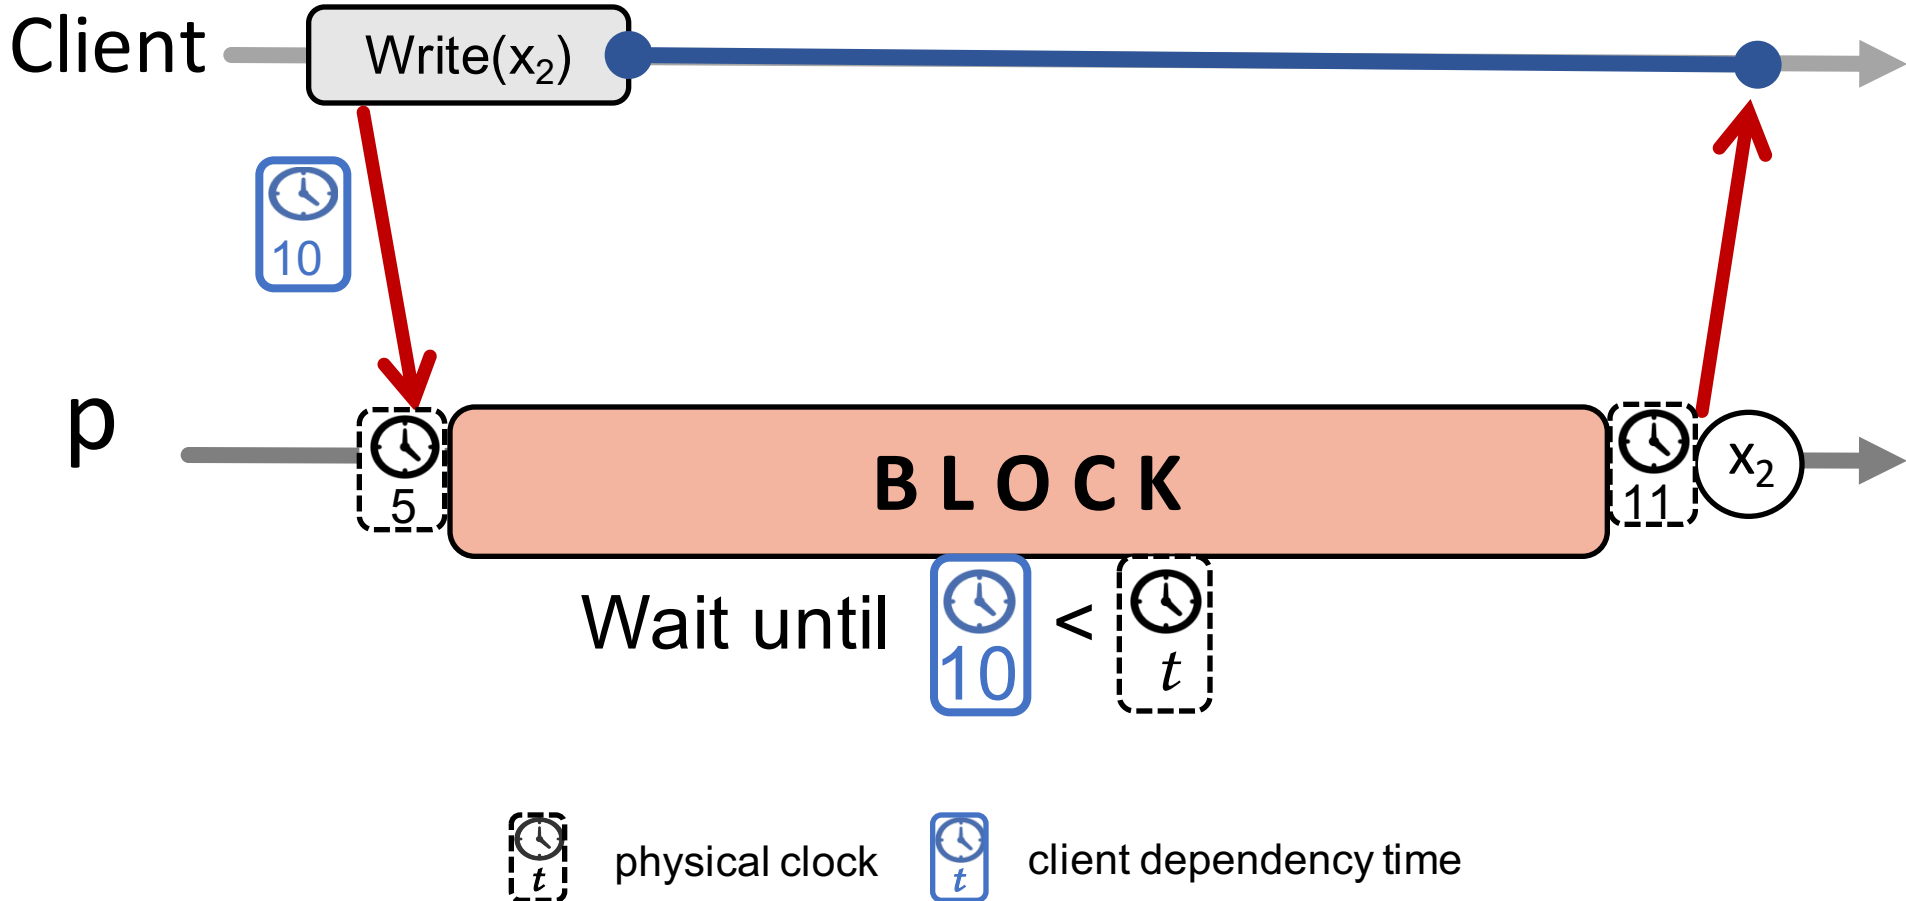 Client
Write(x₂)
10
p
5
BLOCK
11
x₂
Wait until 10 < t
t physical clock
t client dependency time